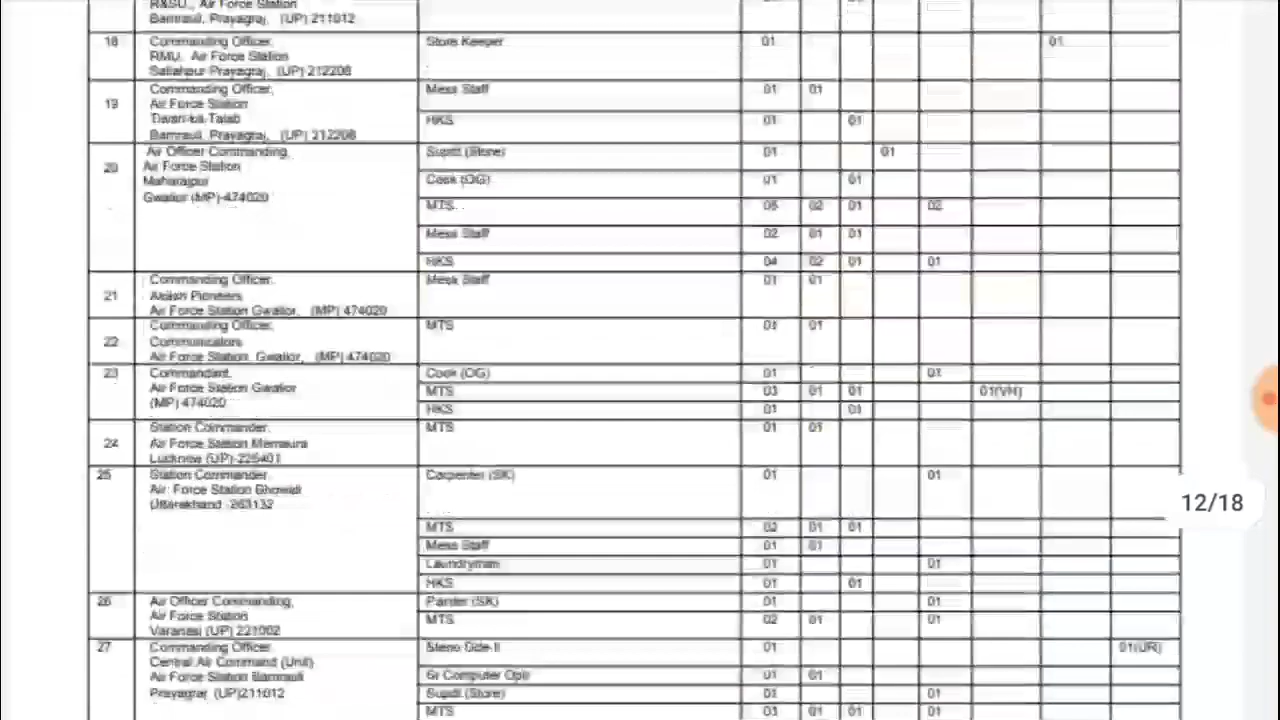 R&SU, Air Force Station
Bamrauli, Prayagraj, (UP) 211012
18 Commanding Officer, Store Keeper 01 01
RMU, Air Force Station
Prayagraj, (UP) 212208
19 Commanding Officer, Mess Staff 01 01
Air Force Station
HKS 01 01
Bamrauli, Prayagraj, (UP) 212208
20 Air Officer Commanding, Supdt (Store) 01 01
Air Force Station
Maharajpur Cook (OG) 01 01
Gwalior (MP)-474020
MTS 02 01 02
Mess Staff 02 01 01
HKS 04 02 01 01
21 Commanding Officer, Mess Staff 01 01
Akash Pioneers
Air Force Station Gwalior, (MP) 474020
22 Commanding Officer, MTS 01
Communications
Air Force Station, Gwalior, (MP) 474020
23 Commandant, Cook (OG) 01 01
Air Force Station Gwalior MTS 03 01 01 01(VH)
(MP) 474020 HKS 01 01
24 Station Commander, MTS 01 01
Air Force Station Memaura
Lucknow (UP)-226401
25 Station Commander, Carpenter (SK) 01 01
Air Force Station Bhowali
Uttarakhand -263132
MTS 02 01 01
Mess Staff 01 01
Laundryman 01 01
HKS 01 01
26 Air Officer Commanding, Painter (SK) 01 01
Air Force Station MTS 02 01 01
Varanasi (UP) 221002
27 Commanding Officer Steno Gde-II 01 01(UR)
Central Air Command (Unit)
Air Force Station Bamrauli Computer Optr 01 01
Prayagraj (UP)211012 Supdt (Store) 01
MTS 03 01 01 01
12/18